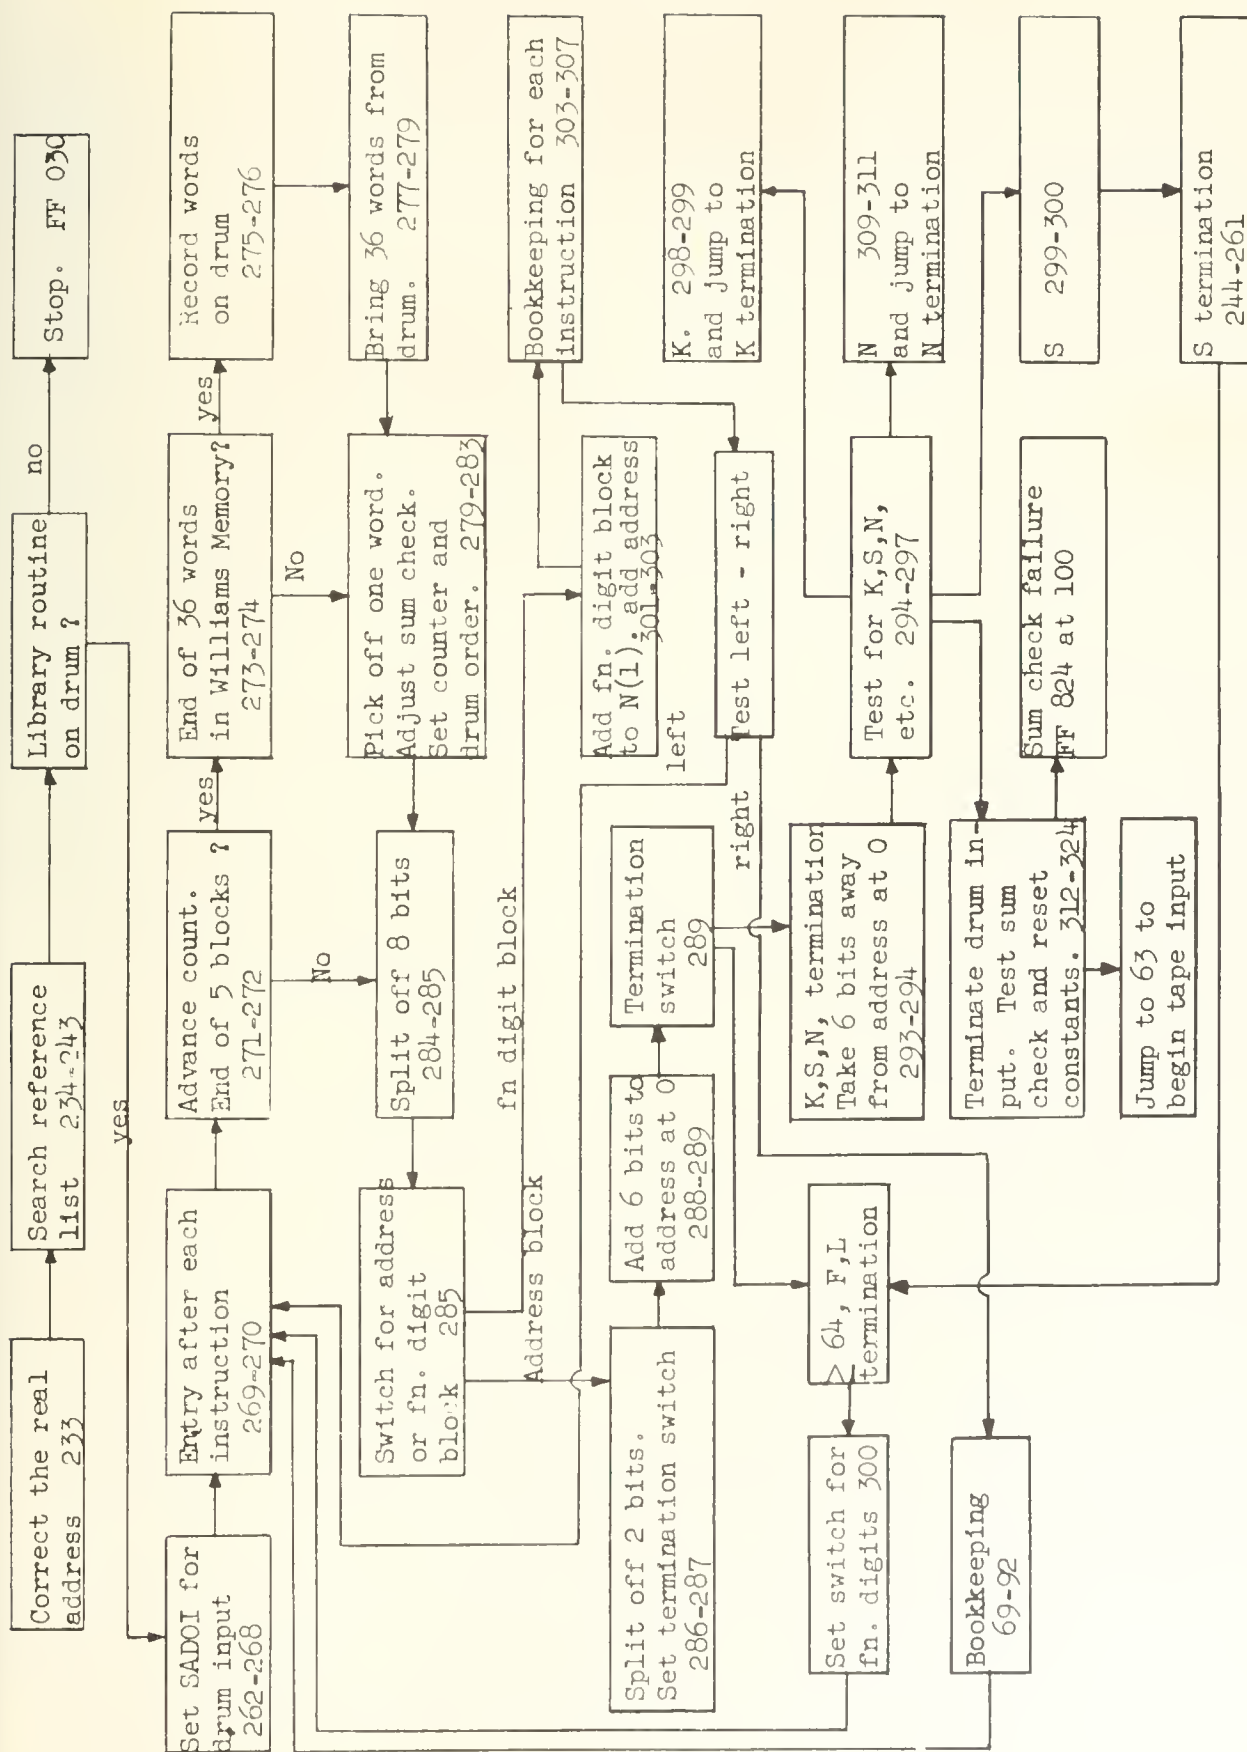 Correct the real
address 233
Search reference
list 234-243
Library routine
on drum ?
no
Stop. FF 030
yes
Set SADOI for
drum input
262-268
Entry after each
instruction
269-270
Advance count.
End of 5 blocks ?
271-272
yes
End of 36 words
in Williams Memory?
273-274
yes
Record words
on drum
275-276
No
No
Switch for address
or fn. digit
block 285
Split off 8 bits
284-285
Pick off one word.
Adjust sum check.
Set counter and
drum order. 279-283
Bring 36 words from
drum. 277-279
fn digit block
Address block
Add fn. digit block
to N(1), add address
301-303
Bookkeeping for each
instruction 303-307
left
Split off 2 bits.
Set termination switch
286-287
Add 6 bits to
address at 0
288-289
Termination
switch
289
Test left - right
right
K. 298-299
and jump to
K termination
Set switch for
fn. digits 300
> 64, F,L
termination
K,S,N, termination
Take 6 bits away
from address at 0
293-294
Test for K,S,N,
etc. 294-297
N 309-311
and jump to
N termination
Bookkeeping
69-92
Terminate drum in-
put. Test sum
check and reset
constants. 312-324
Sum check failure
FF 824 at 100
S 299-300
Jump to 63 to
begin tape input
S termination
244-261